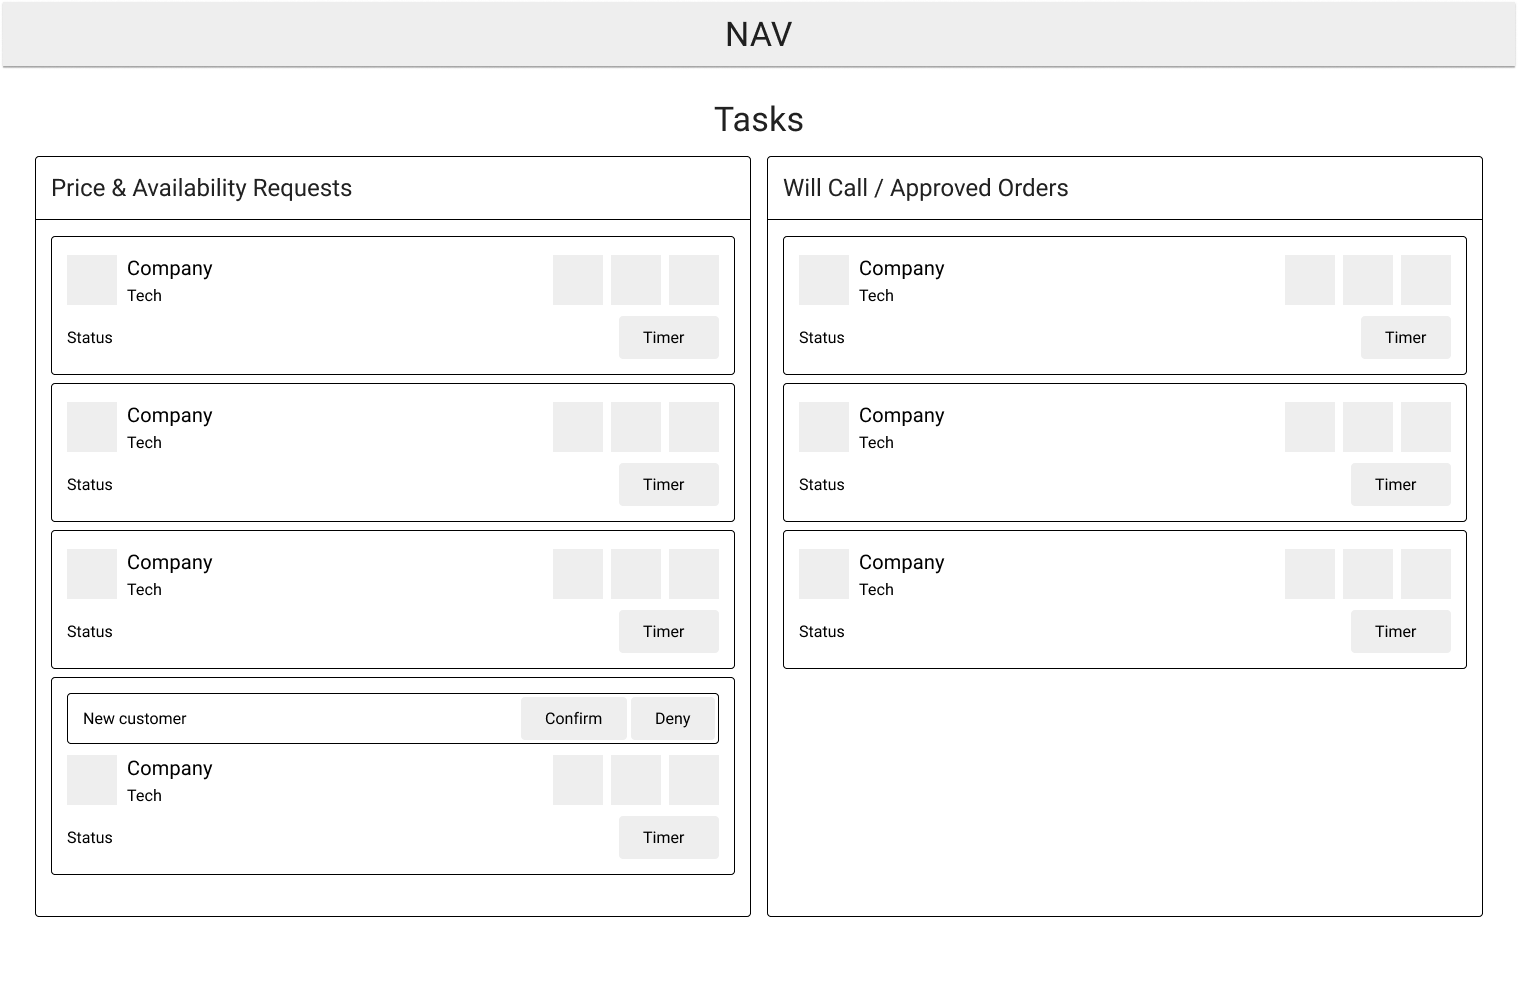 NAV
Tasks
Price & Availability Requests
Company
Tech
Status
Timer
Company
Tech
Status
Timer
Company
Tech
Status
Timer
New customer
Confirm
Deny
Company
Tech
Status
Timer
Will Call / Approved Orders
Company
Tech
Status
Timer
Company
Tech
Status
Timer
Company
Tech
Status
Timer